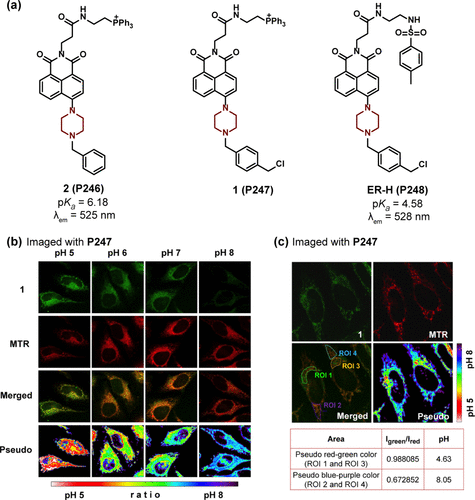 (a)
O H N PPh3 +
O H N PPh3 +
O H N N H O S O
O N O
O N O
O N O
N N
N N
N N
Cl
Cl
2 (P246)
1 (P247)
ER-H (P248)
pKa = 6.18
pKa = 4.58
λem = 525 nm
λem = 528 nm
(b) Imaged with P247
pH 5 pH 6 pH 7 pH 8
1
MTR
Merged
Pseudo
pH 5 ratio pH 8
(c) Imaged with P247
1 MTR
ROI 4
ROI 3
ROI 1
ROI 2
Merged Pseudo
pH 8
pH 5
Area Igreen/Ired pH
Pseudo red-green color (ROI 1 and ROI 3) 0.988085 4.63
Pseudo blue-purple color (ROI 2 and ROI 4) 0.672852 8.05